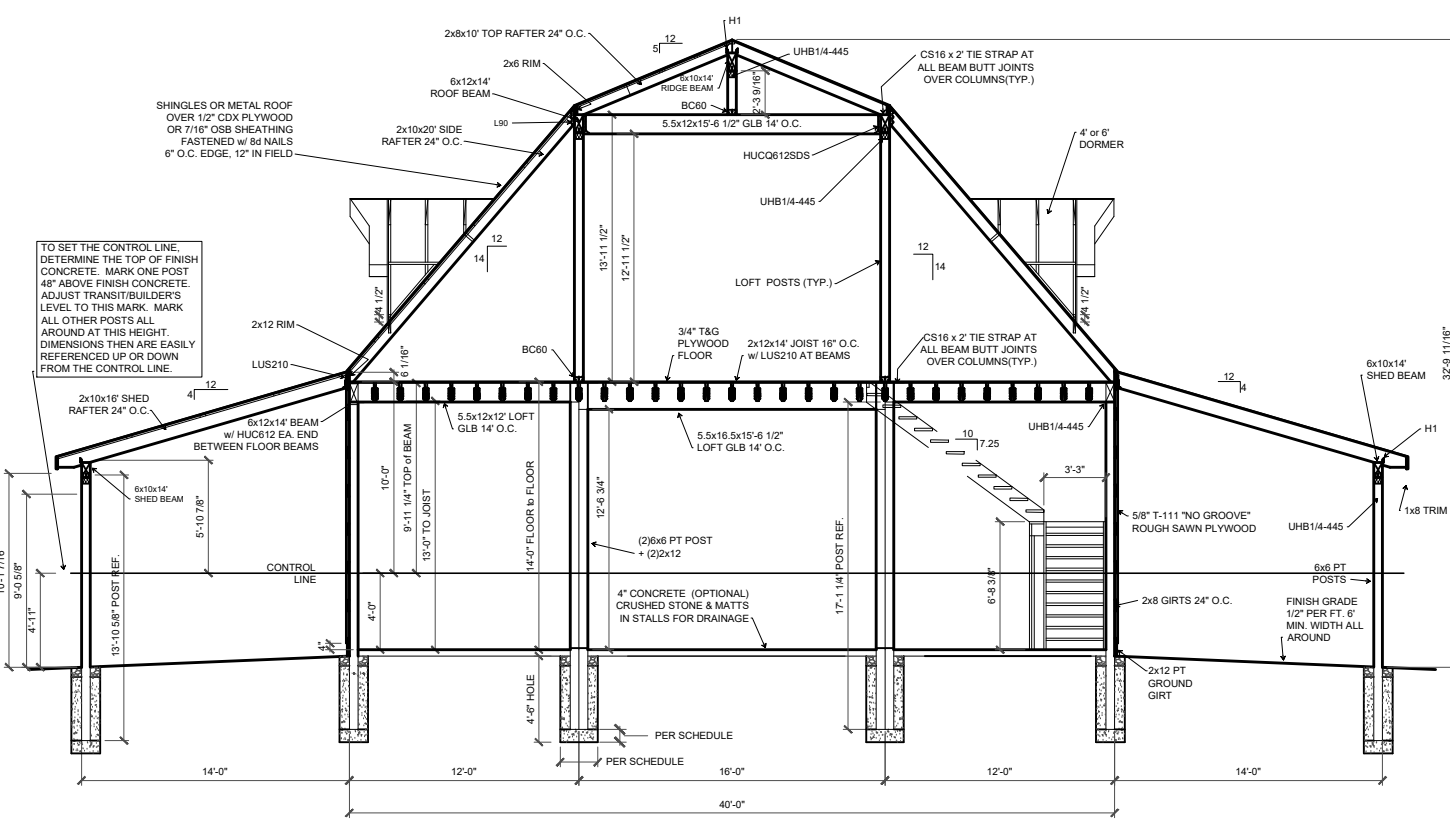 H1
12
5
2x8x10' TOP RAFTER 24" O.C.
UHB1/4-445
CS16 x 2' TIE STRAP AT
ALL BEAM BUTT JOINTS
OVER COLUMNS(TYP.)
2x6 RIM
6x12x14'
ROOF BEAM
6x10x14'
RIDGE BEAM
2'-3 9/16"
SHINGLES OR METAL ROOF
OVER 1/2" CDX PLYWOOD
OR 7/16" OSB SHEATHING
FASTENED w/ 8d NAILS
6" O.C. EDGE, 12" IN FIELD
L90
BC60
5.5x12x15'-6 1/2" GLB 14' O.C.
2x10x20' SIDE
RAFTER 24" O.C.
HUCQ612SDS
4' or 6'
DORMER
UHB1/4-445
TO SET THE CONTROL LINE,
DETERMINE THE TOP OF FINISH
CONCRETE. MARK ONE POST
48" ABOVE FINISH CONCRETE.
ADJUST TRANSIT/BUILDER'S
LEVEL TO THIS MARK. MARK
ALL OTHER POSTS ALL
AROUND AT THIS HEIGHT.
DIMENSIONS THEN ARE EASILY
REFERENCED UP OR DOWN
FROM THE CONTROL LINE.
12
14
13'-11 1/2"
12'-11 1/2"
12
14
LOFT POSTS (TYP.)
4 1/2"
4 1/2"
2x12 RIM
3/4" T&G
PLYWOOD
FLOOR
2x12x14' JOIST 16" O.C.
w/ LUS210 AT BEAMS
CS16 x 2' TIE STRAP AT
ALL BEAM BUTT JOINTS
OVER COLUMNS(TYP.)
32'-9 11/16"
LUS210
6 1/16"
BC60
6x10x14'
SHED BEAM
12
4
12
4
2x10x16' SHED
RAFTER 24" O.C.
6x12x14' BEAM
w/ HUC612 EA. END
BETWEEN FLOOR BEAMS
5.5x12x12' LOFT
GLB 14' O.C.
5.5x16.5x15'-6 1/2"
LOFT GLB 14' O.C.
10
7.25
UHB1/4-445
H1
3'-3"
6x10x14'
SHED BEAM
5'-10 7/8"
10'-0"
9'-11 1/4" TOP of BEAM
13'-0" TO JOIST
14'-0" FLOOR to FLOOR
12'-6 3/4"
17'-1 1/4" POST REF.
5/8" T-111 "NO GROOVE"
ROUGH SAWN PLYWOOD
1x8 TRIM
UHB1/4-445
10'-1 7/16"
9'-0 5/8"
4'-11"
13'-10 5/8" POST REF.
CONTROL
LINE
(2)6x6 PT POST
+ (2)2x12
6'-8 3/8"
6x6 PT
POSTS
4'-0"
4"
4" CONCRETE (OPTIONAL)
CRUSHED STONE & MATTS
IN STALLS FOR DRAINAGE
2x8 GIRTS 24" O.C.
FINISH GRADE
1/2" PER FT. 6'
MIN. WIDTH ALL
AROUND
2x12 PT
GROUND
GIRT
4'-6" HOLE
PER SCHEDULE
PER SCHEDULE
14'-0"
12'-0"
16'-0"
12'-0"
14'-0"
40'-0"